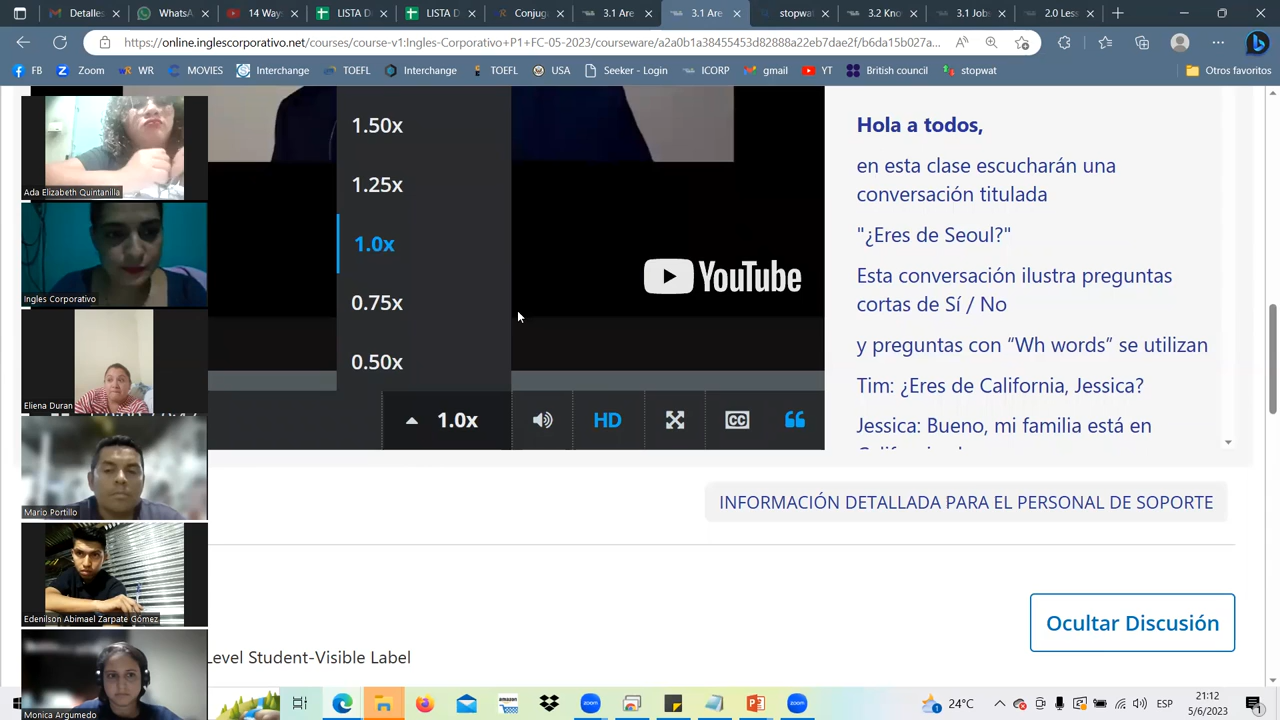 DESCA
WhatsA
14 Ways
LISTA D
LISTA D
Conjug
3.1 Are
3.1 Are
stopwat
3.2 Kno
3.1 Job
2.0 Less
https://online.inglescorporativo.net/courses/course-v1:Ingles-Corporativo+P1+FC-05-2023/courseware/a2a0b1a38455453d82888a22eb7dae2f/b6da15b027a...
FB
Zoom
WR
MOVIES
Interchange
TOEFL
Interchange
TOEFL
USA
Seeker - Login
ICORP
gmail
YT
British council
stopwat
Otros favoritos
Ada Elizabeth Quintanilla
Ingles Corporativo
Eliena Duran
Mario Portillo
Edenilson Abimael Zarpate Gómez
Monica Argumedo
1.50x
1.25x
1.0x
0.75x
0.50x
YouTube
1.0x
HD
CC
Hola a todos,
en esta clase escucharán una
conversación titulada
"¿Eres de Seoul?"
Esta conversación ilustra preguntas
cortas de Sí / No
y preguntas con “Wh words” se utilizan
Tim: ¿Eres de California, Jessica?
Jessica: Bueno, mi familia está en
INFORMACIÓN DETALLADA PARA EL PERSONAL DE SOPORTE
Ocultar Discusión
Level Student-Visible Label
24°C
ESP
21:12
5/6/2023